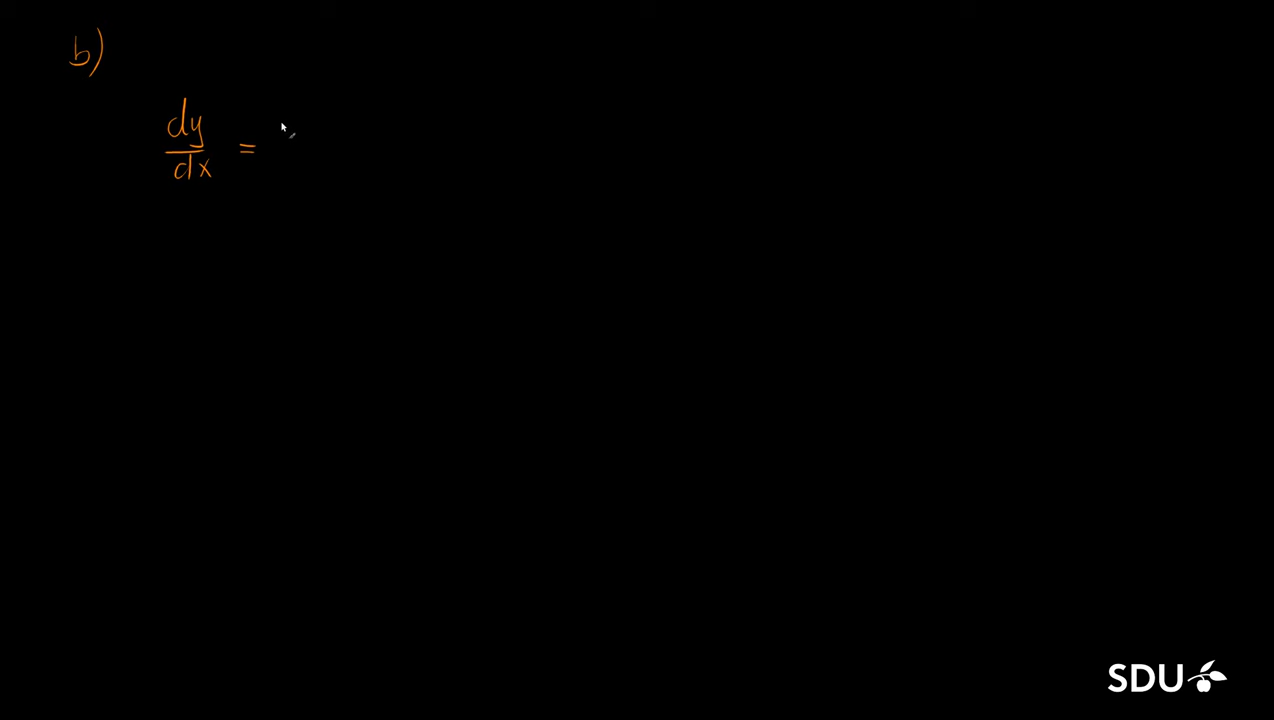 b)
dy/dx =
SDU